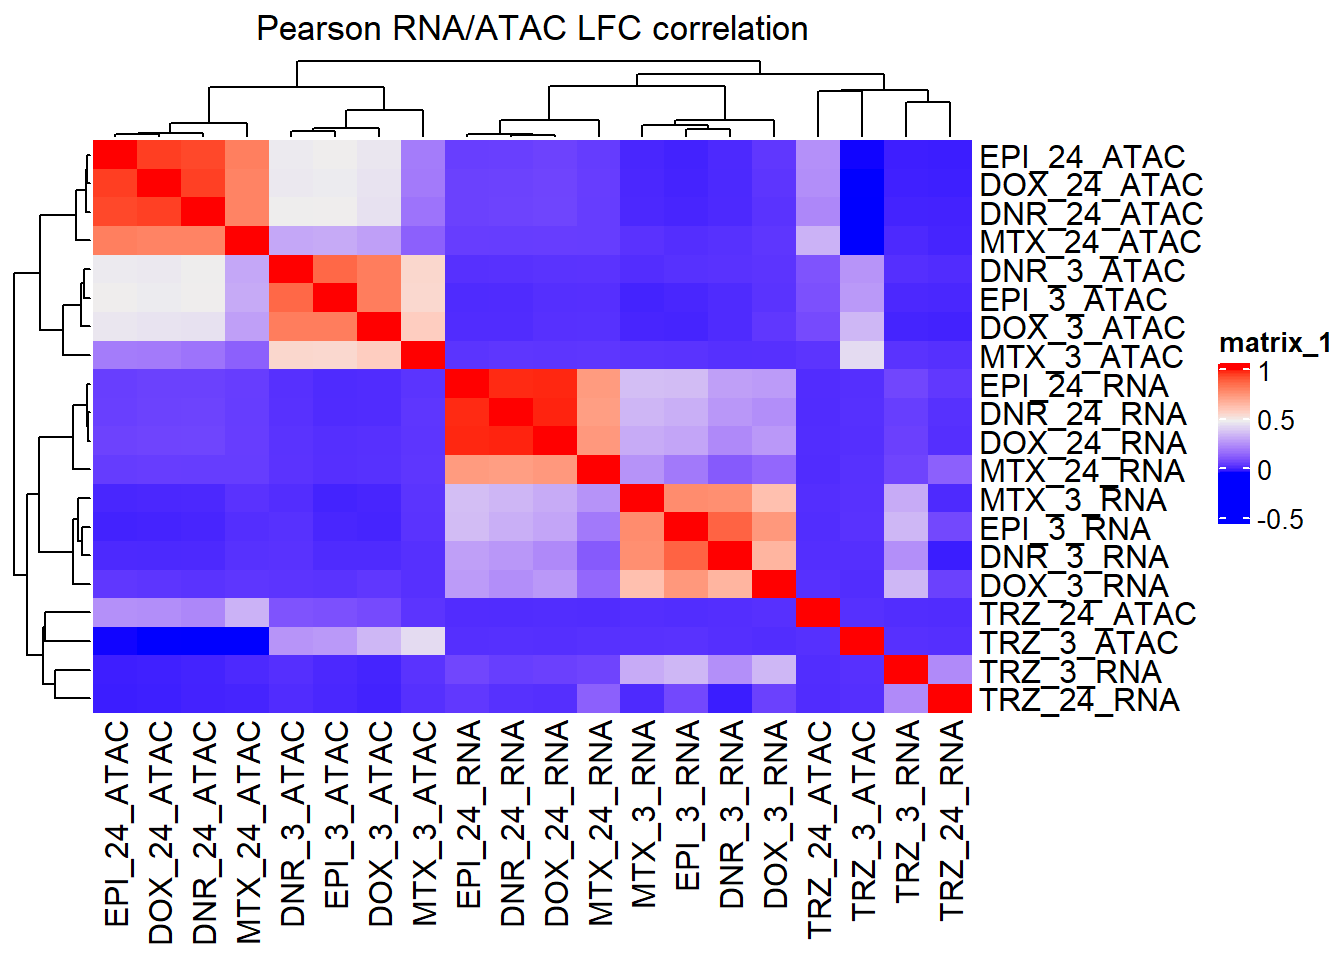 Pearson RNA/ATAC LFC correlation
EPI_24_ATAC
DOX_24_ATAC
DNR_24_ATAC
MTX_24_ATAC
DNR_3_ATAC
EPI_3_ATAC
DOX_3_ATAC
MTX_3_ATAC
EPI_24_RNA
DNR_24_RNA
DOX_24_RNA
MTX_24_RNA
MTX_3_RNA
EPI_3_RNA
DNR_3_RNA
DOX_3_RNA
TRZ_24_ATAC
TRZ_3_ATAC
TRZ_3_RNA
TRZ_24_RNA
matrix_1
1
0.5
0
-0.5
EPI_24_ATAC
DOX_24_ATAC
DNR_24_ATAC
MTX_24_ATAC
DNR_3_ATAC
EPI_3_ATAC
DOX_3_ATAC
MTX_3_ATAC
EPI_24_RNA
DNR_24_RNA
DOX_24_RNA
MTX_24_RNA
MTX_3_RNA
EPI_3_RNA
DNR_3_RNA
DOX_3_RNA
TRZ_24_ATAC
TRZ_3_ATAC
TRZ_3_RNA
TRZ_24_RNA